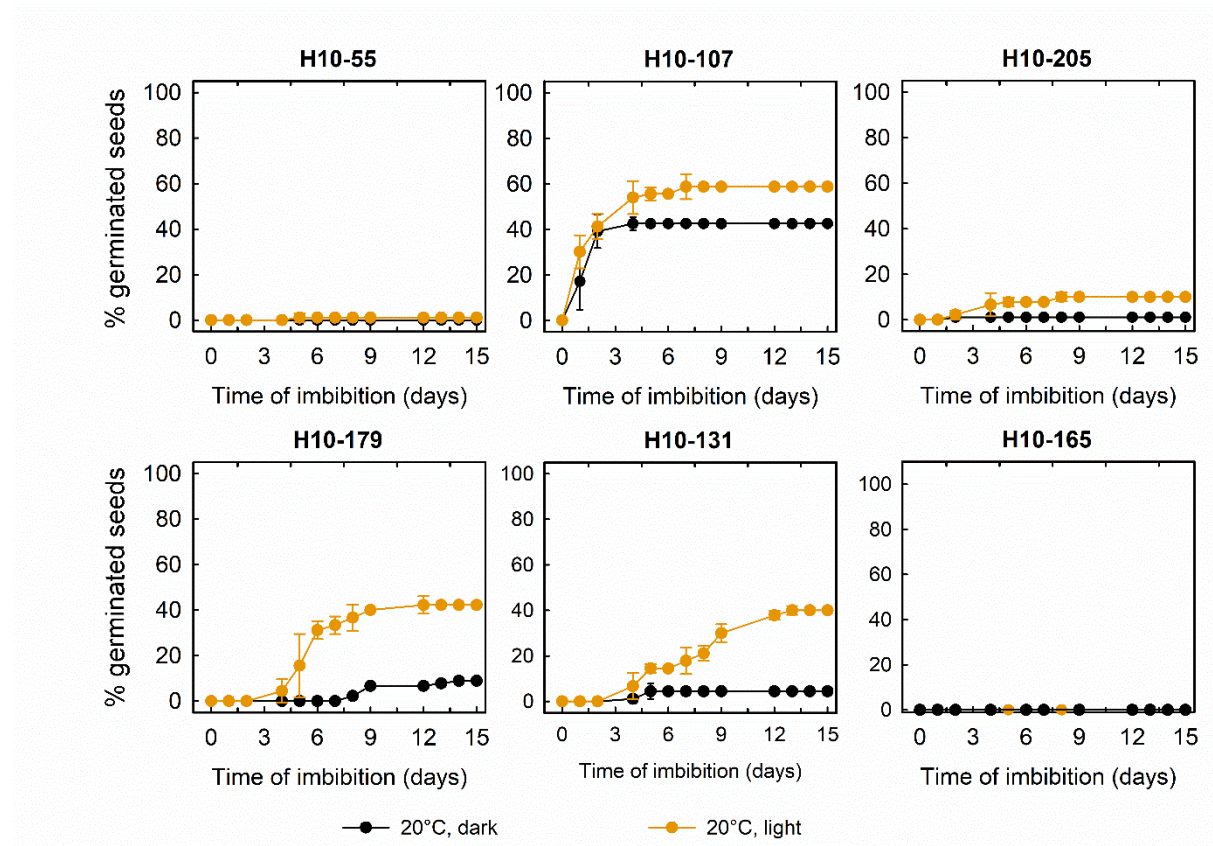 H10-55
H10-107
H10-205
% germinated seeds
100
80
60
40
20
0
0 3 6 9 12 15
Time of imbibition (days)
100
80
60
40
20
0
0 3 6 9 12 15
Time of imbibition (days)
100
80
60
40
20
0
0 3 6 9 12 15
Time of imbibition (days)
H10-179
H10-131
H10-165
% germinated seeds
100
80
60
40
20
0
0 3 6 9 12 15
Time of imbibition (days)
100
80
60
40
20
0
0 3 6 9 12 15
Time of imbibition (days)
100
80
60
40
20
0
0 3 6 9 12 15
Time of imbibition (days)
20°C, dark
20°C, light